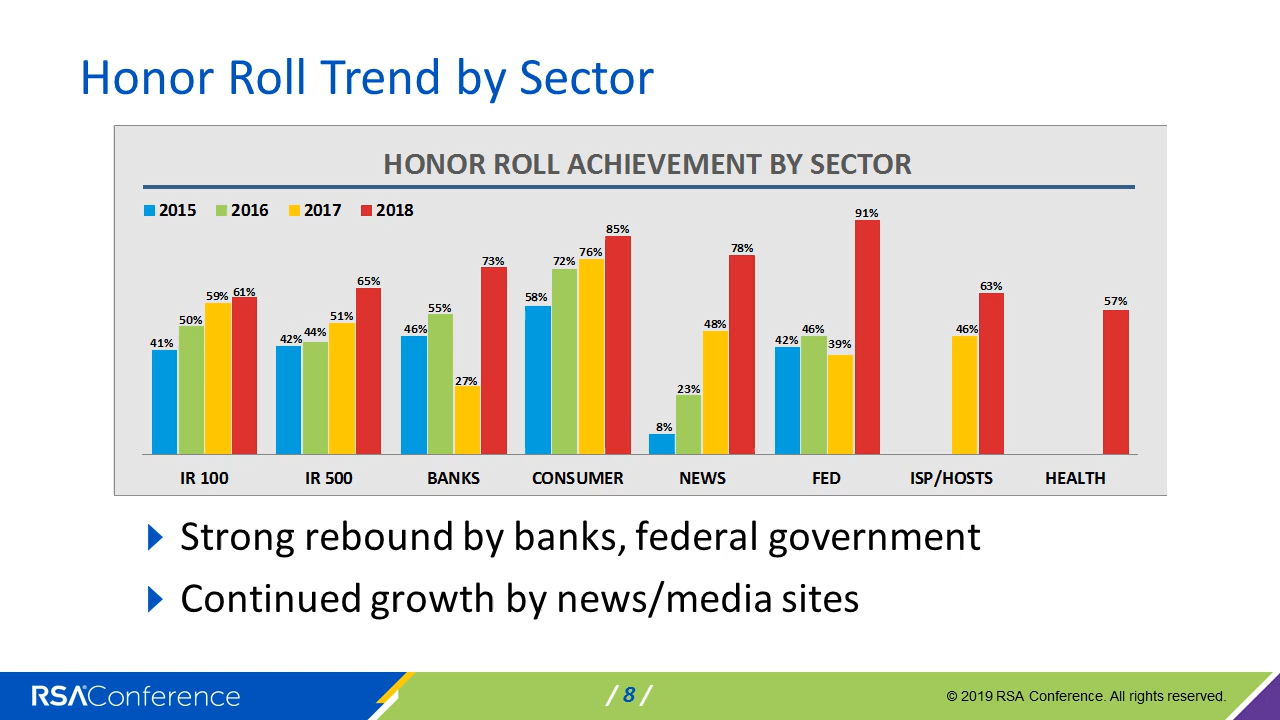 Honor Roll Trend by Sector
HONOR ROLL ACHIEVEMENT BY SECTOR
2015 2016 2017 2018
41% 50% 59% 61%
42% 44% 51% 65%
46% 55% 27% 73%
58% 72% 76% 85%
8% 23% 48% 78%
42% 46% 39% 91%
46% 63%
57%
IR 100 IR 500 BANKS CONSUMER NEWS FED ISP/HOSTS HEALTH
Strong rebound by banks, federal government
Continued growth by news/media sites
RSA Conference
/ 8 /
© 2019 RSA Conference. All rights reserved.